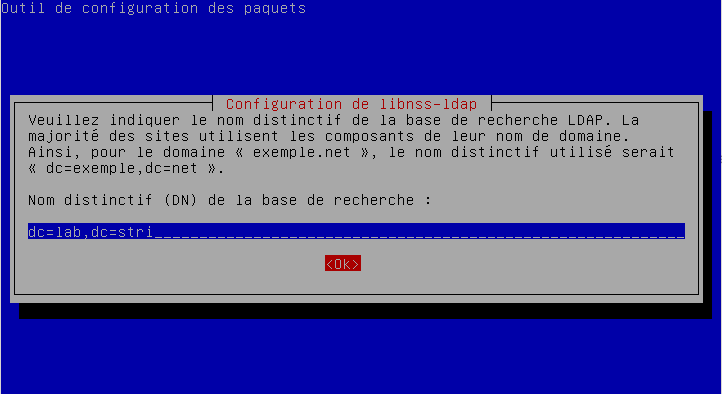 Outil de configuration des paquets
Configuration de libnss-ldap
Veuillez indiquer le nom distinctif de la base de recherche LDAP. La
majorité des sites utilisent les composants de leur nom de domaine.
Ainsi, pour le domaine « exemple.net », le nom distinctif utilisé serait
« dc=exemple,dc=net ».
Nom distinctif (DN) de la base de recherche :
dc=lab,dc=stri
<Ok>